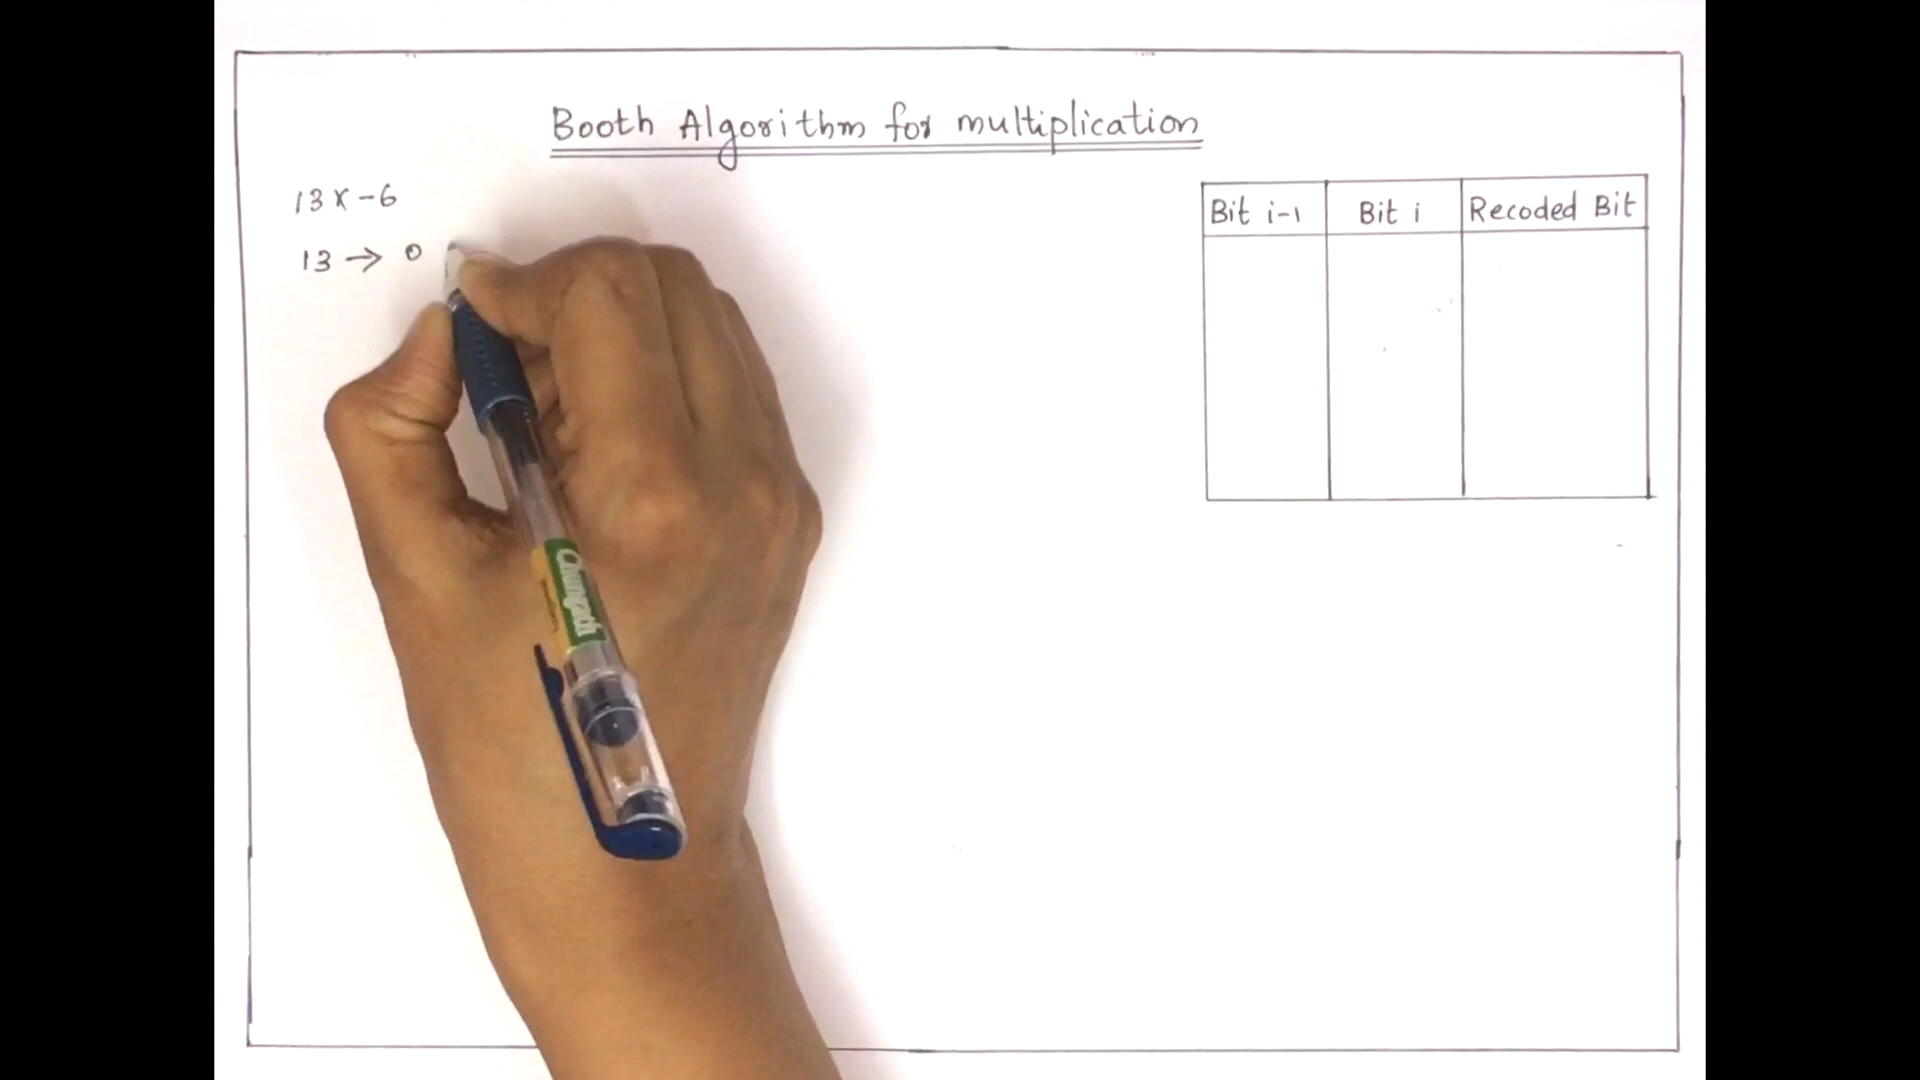 Booth Algorithm for multiplication
13 x -6
13 → 0
Bit i-1 Bit i Recoded Bit